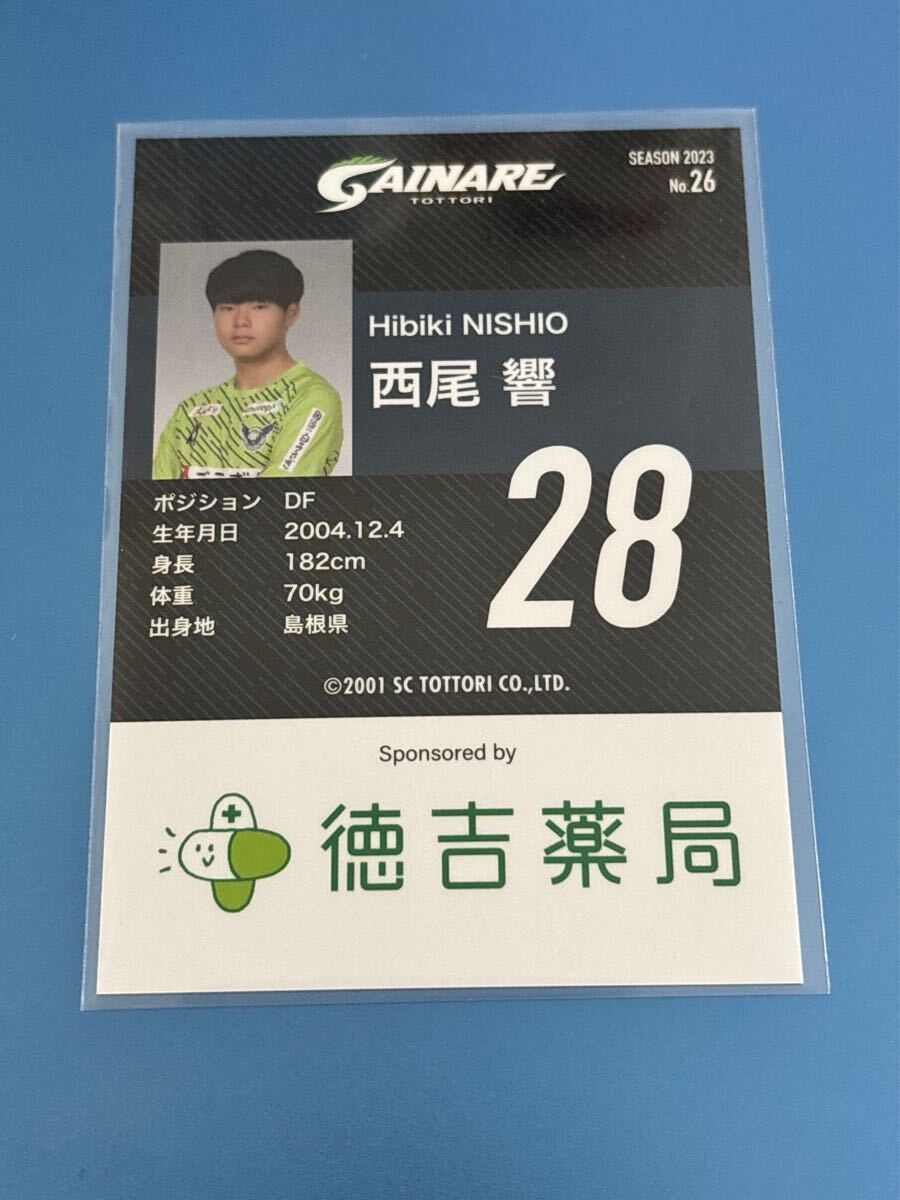 GAINARE
TOTTORI
SEASON 2023
No.26
Hibiki NISHIO
西尾 響
28
ポジション DF
生年月日 2004.12.4
身長 182cm
体重 70kg
出身地 島根県
©2001 SC TOTTORI CO.,LTD.
Sponsored by
徳吉薬局